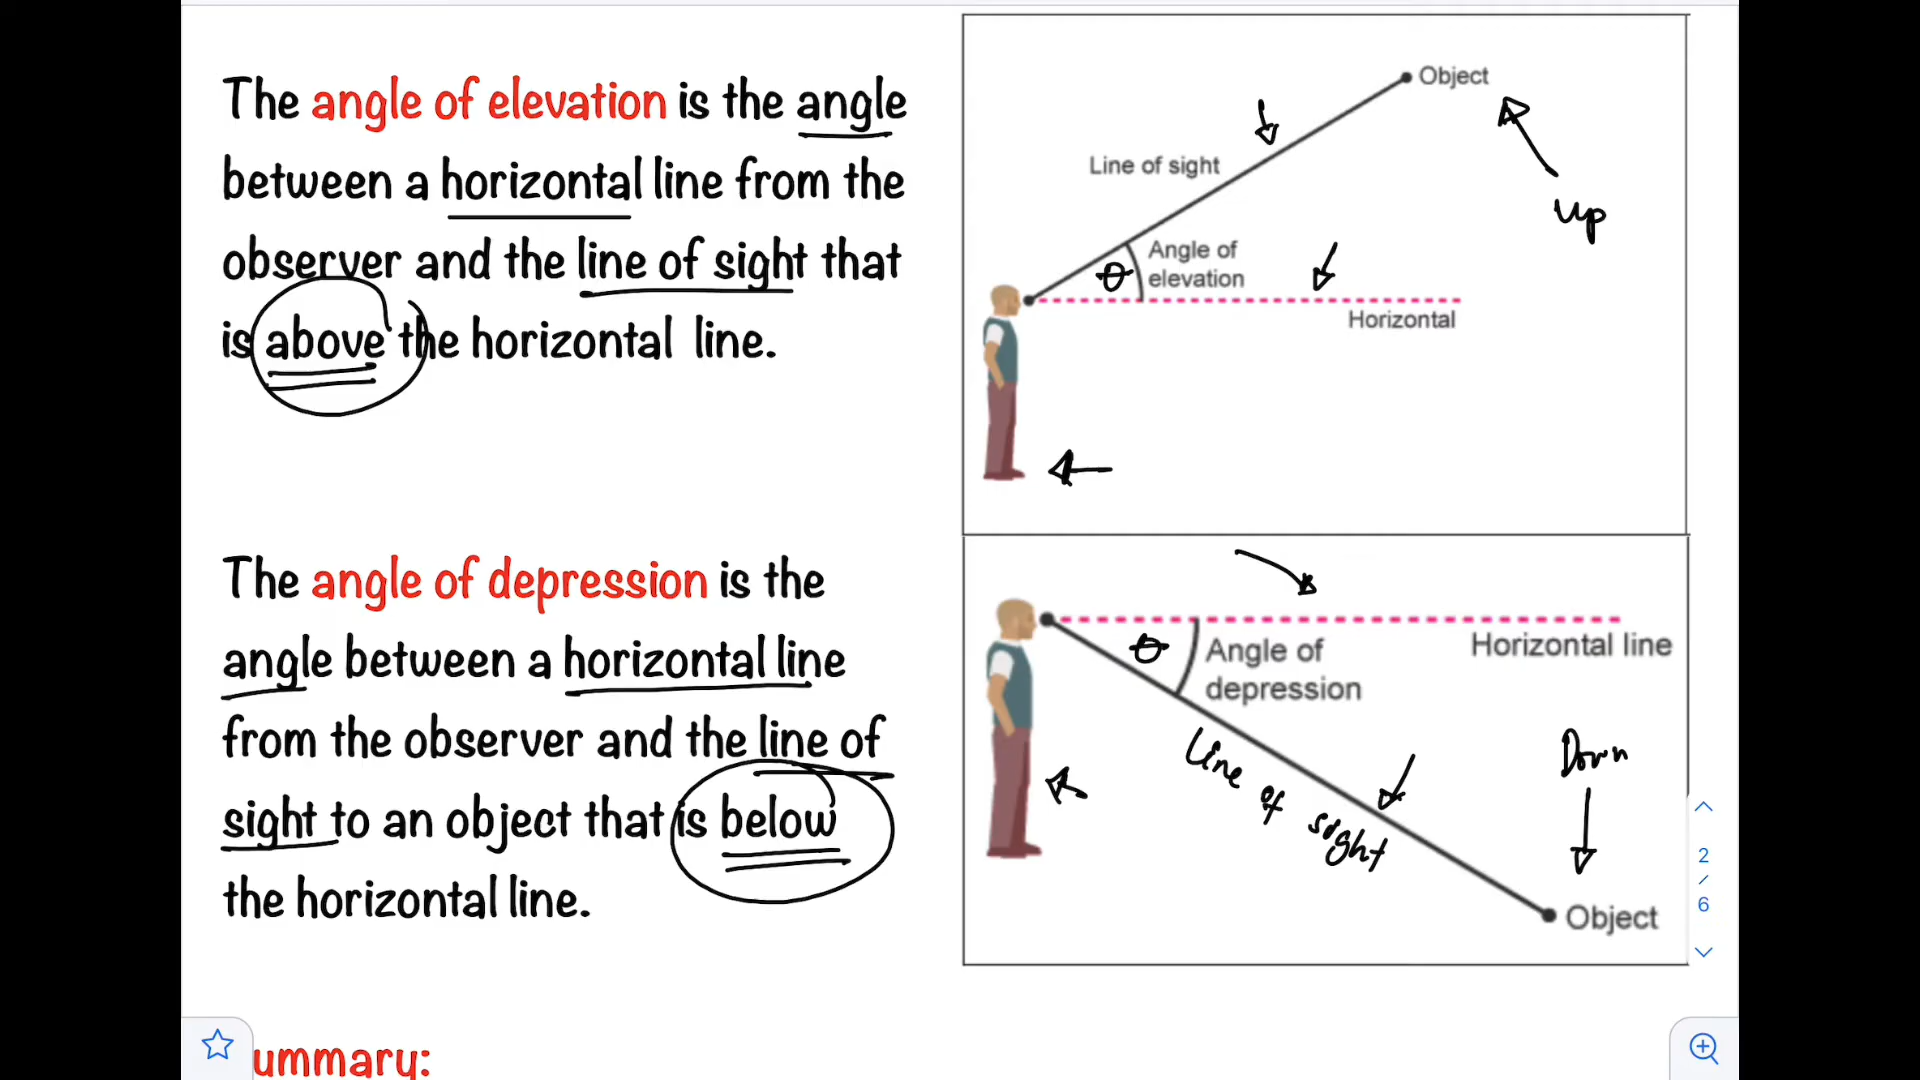 The angle of elevation is the angle
between a horizontal line from the
observer and the line of sight that
is above the horizontal line.
Object
Line of sight
up
Angle of
elevation
θ
Horizontal
The angle of depression is the
angle between a horizontal line
from the observer and the line of
sight to an object that is below
the horizontal line.
θ
Angle of
depression
Horizontal line
Line of sight
Down
Object
2
/
6
ummary: